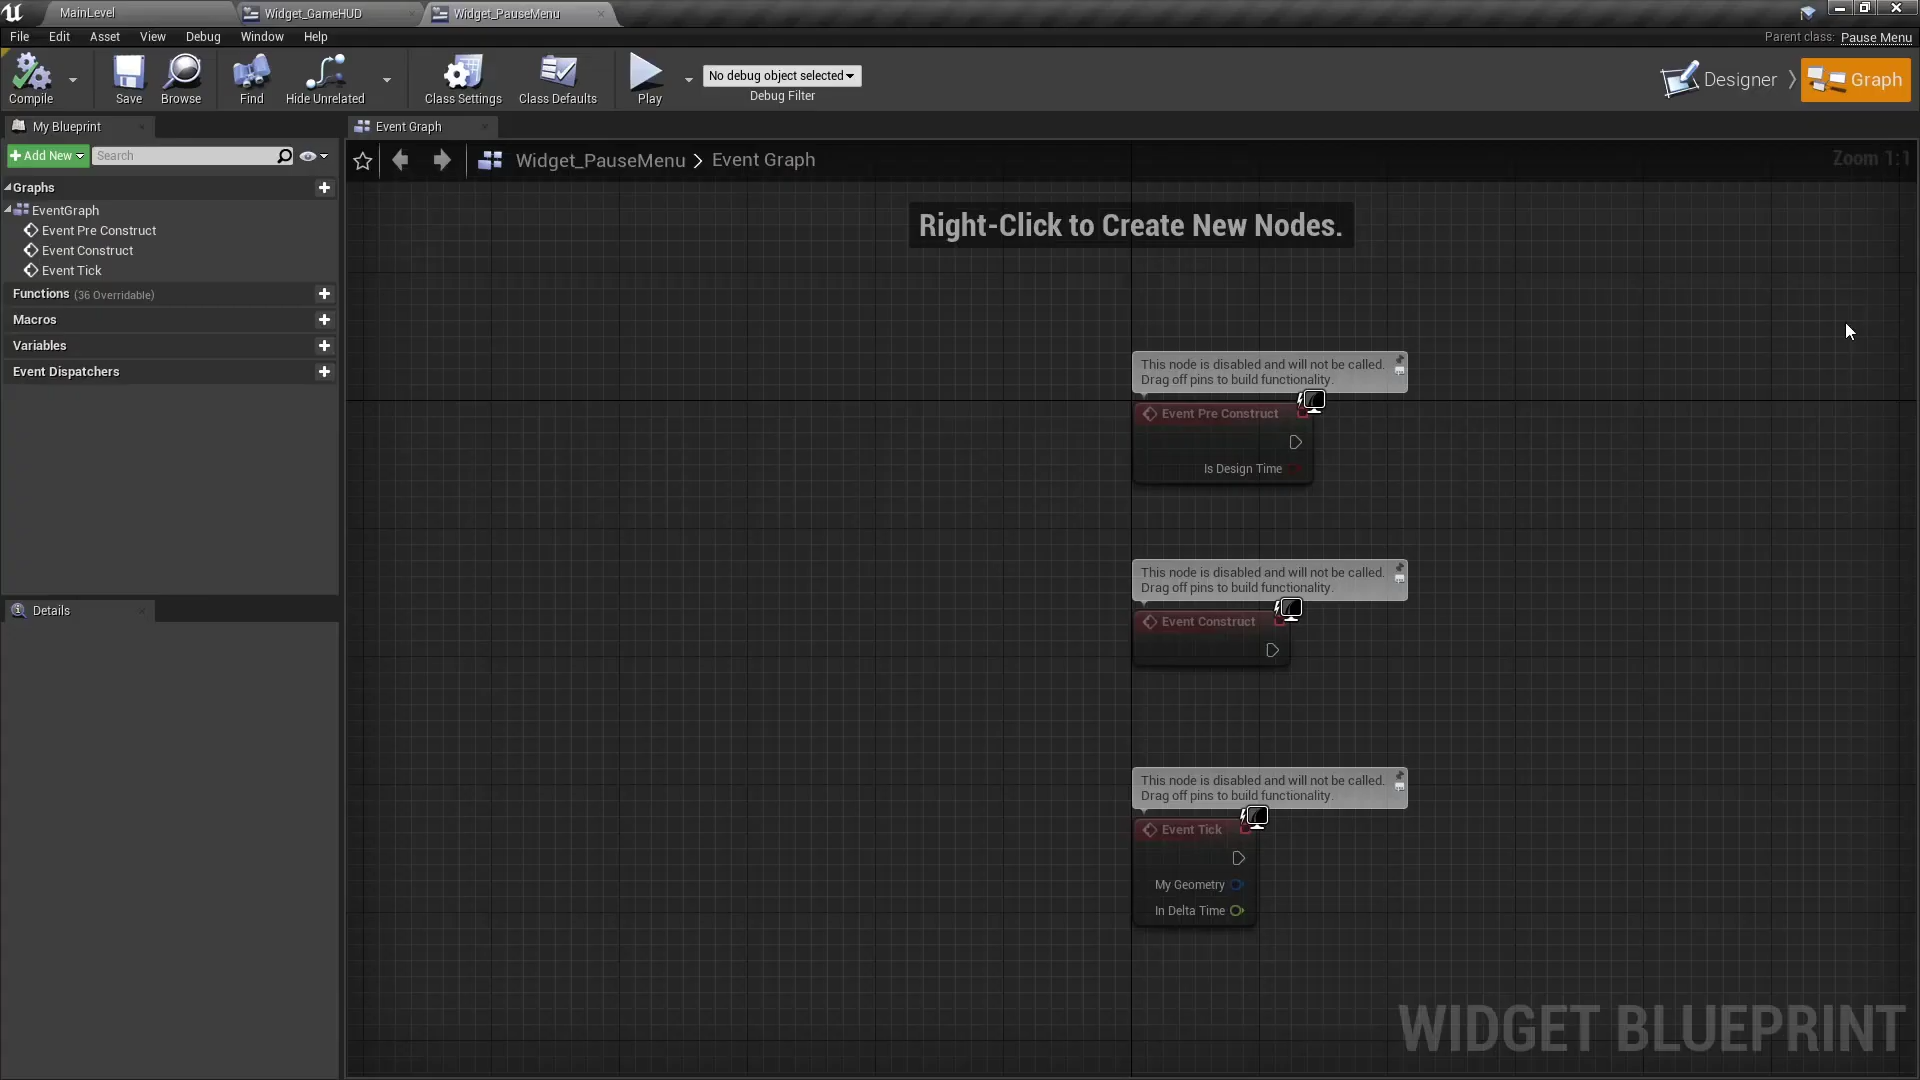 MainLevel
Widget_GameHUD
Widget_PauseMenu
File
Edit
Asset
View
Debug
Window
Help
Parent class: Pause Menu
Compile
Save
Browse
Find
Hide Unrelated
Class Settings
Class Defaults
Play
No debug object selected
Debug Filter
Designer
Graph
My Blueprint
Add New
Search
Graphs
EventGraph
Event Pre Construct
Event Construct
Event Tick
Functions (36 Overridable)
Macros
Variables
Event Dispatchers
Details
Event Graph
Widget_PauseMenu > Event Graph
Zoom 1:1
Right-Click to Create New Nodes.
This node is disabled and will not be called.
Drag off pins to build functionality.
Event Pre Construct
Is Design Time
This node is disabled and will not be called.
Drag off pins to build functionality.
Event Construct
This node is disabled and will not be called.
Drag off pins to build functionality.
Event Tick
My Geometry
In Delta Time
WIDGET BLUEPRINT